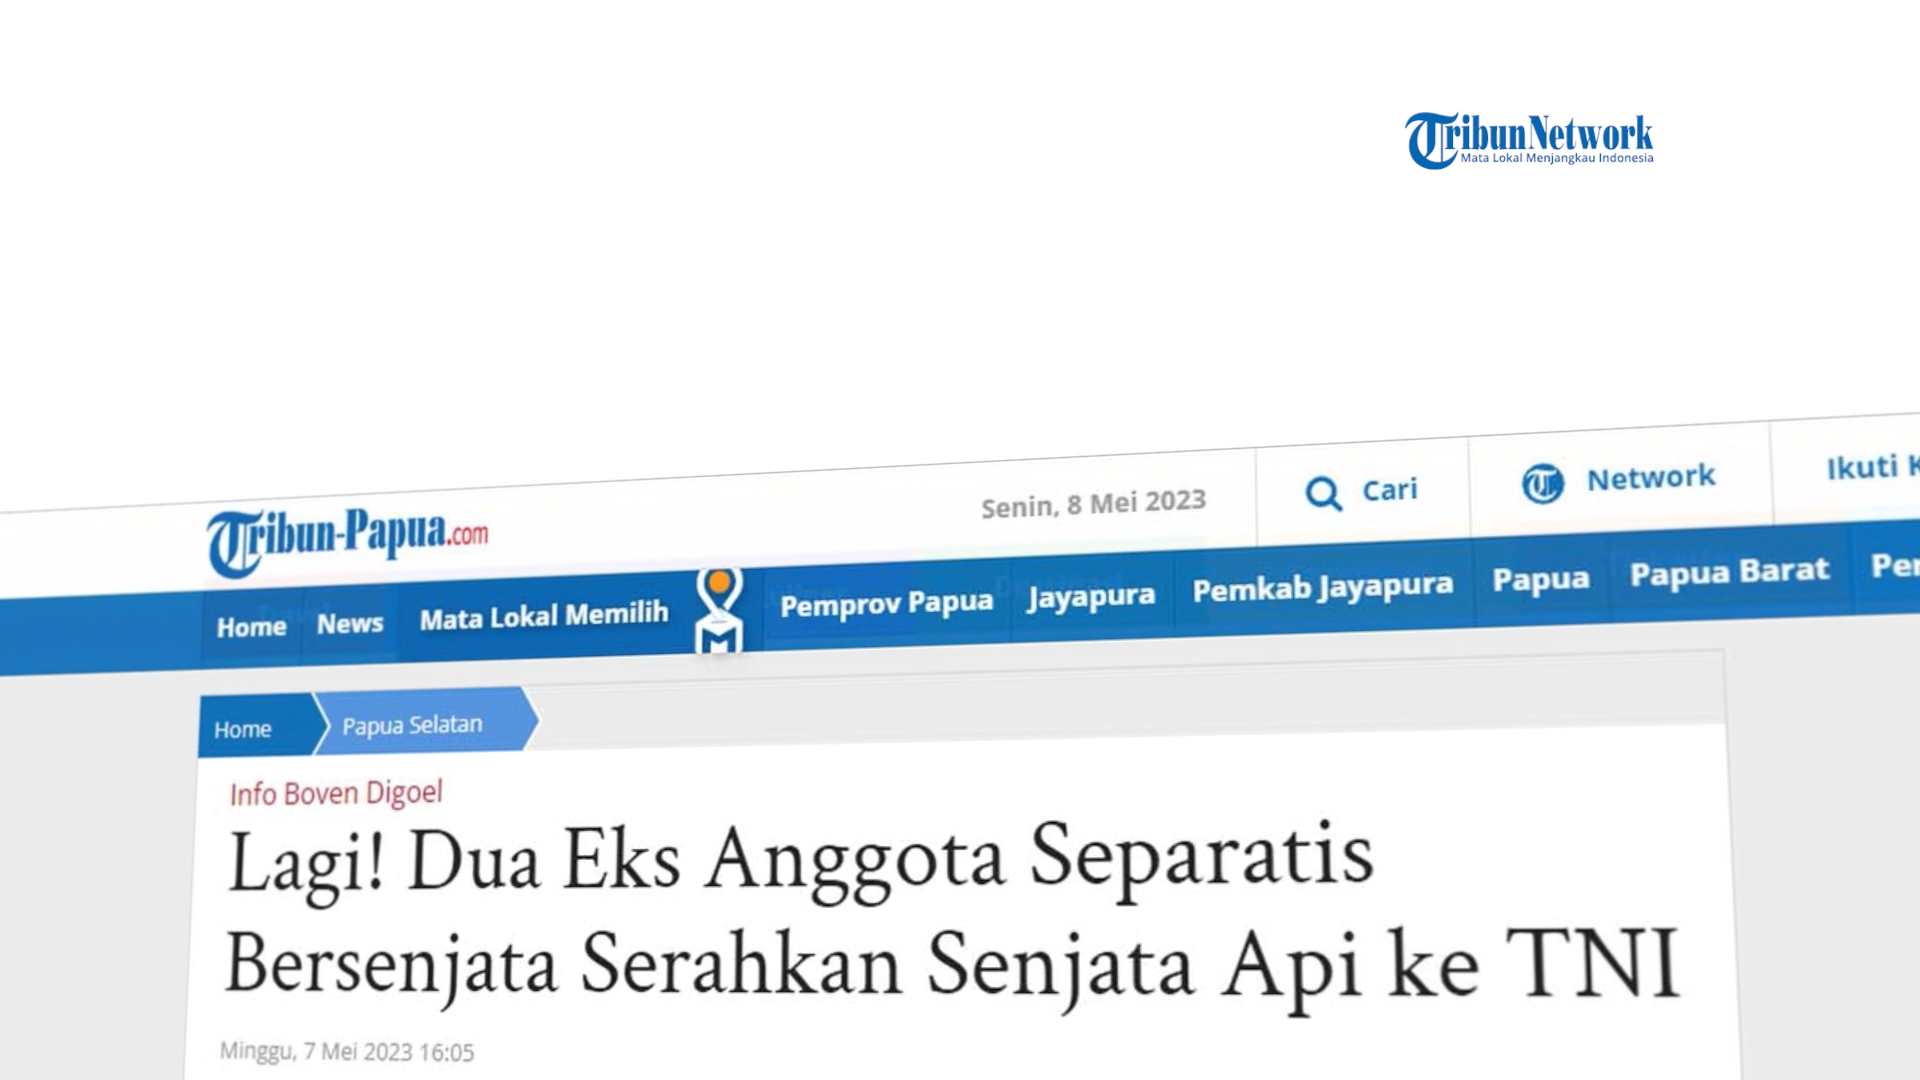 TribunNetwork
Mata Lokal Menjangkau Indonesia
Tribun-Papua.com
Senin, 8 Mei 2023
Cari
Network
Ikuti
Home
News
Mata Lokal Memilih
Pemprov Papua
Jayapura
Pemkab Jayapura
Papua
Papua Barat
Home
Papua Selatan
Info Boven Digoel
Lagi! Dua Eks Anggota Separatis
Bersenjata Serahkan Senjata Api ke TNI
Minggu, 7 Mei 2023 16:05